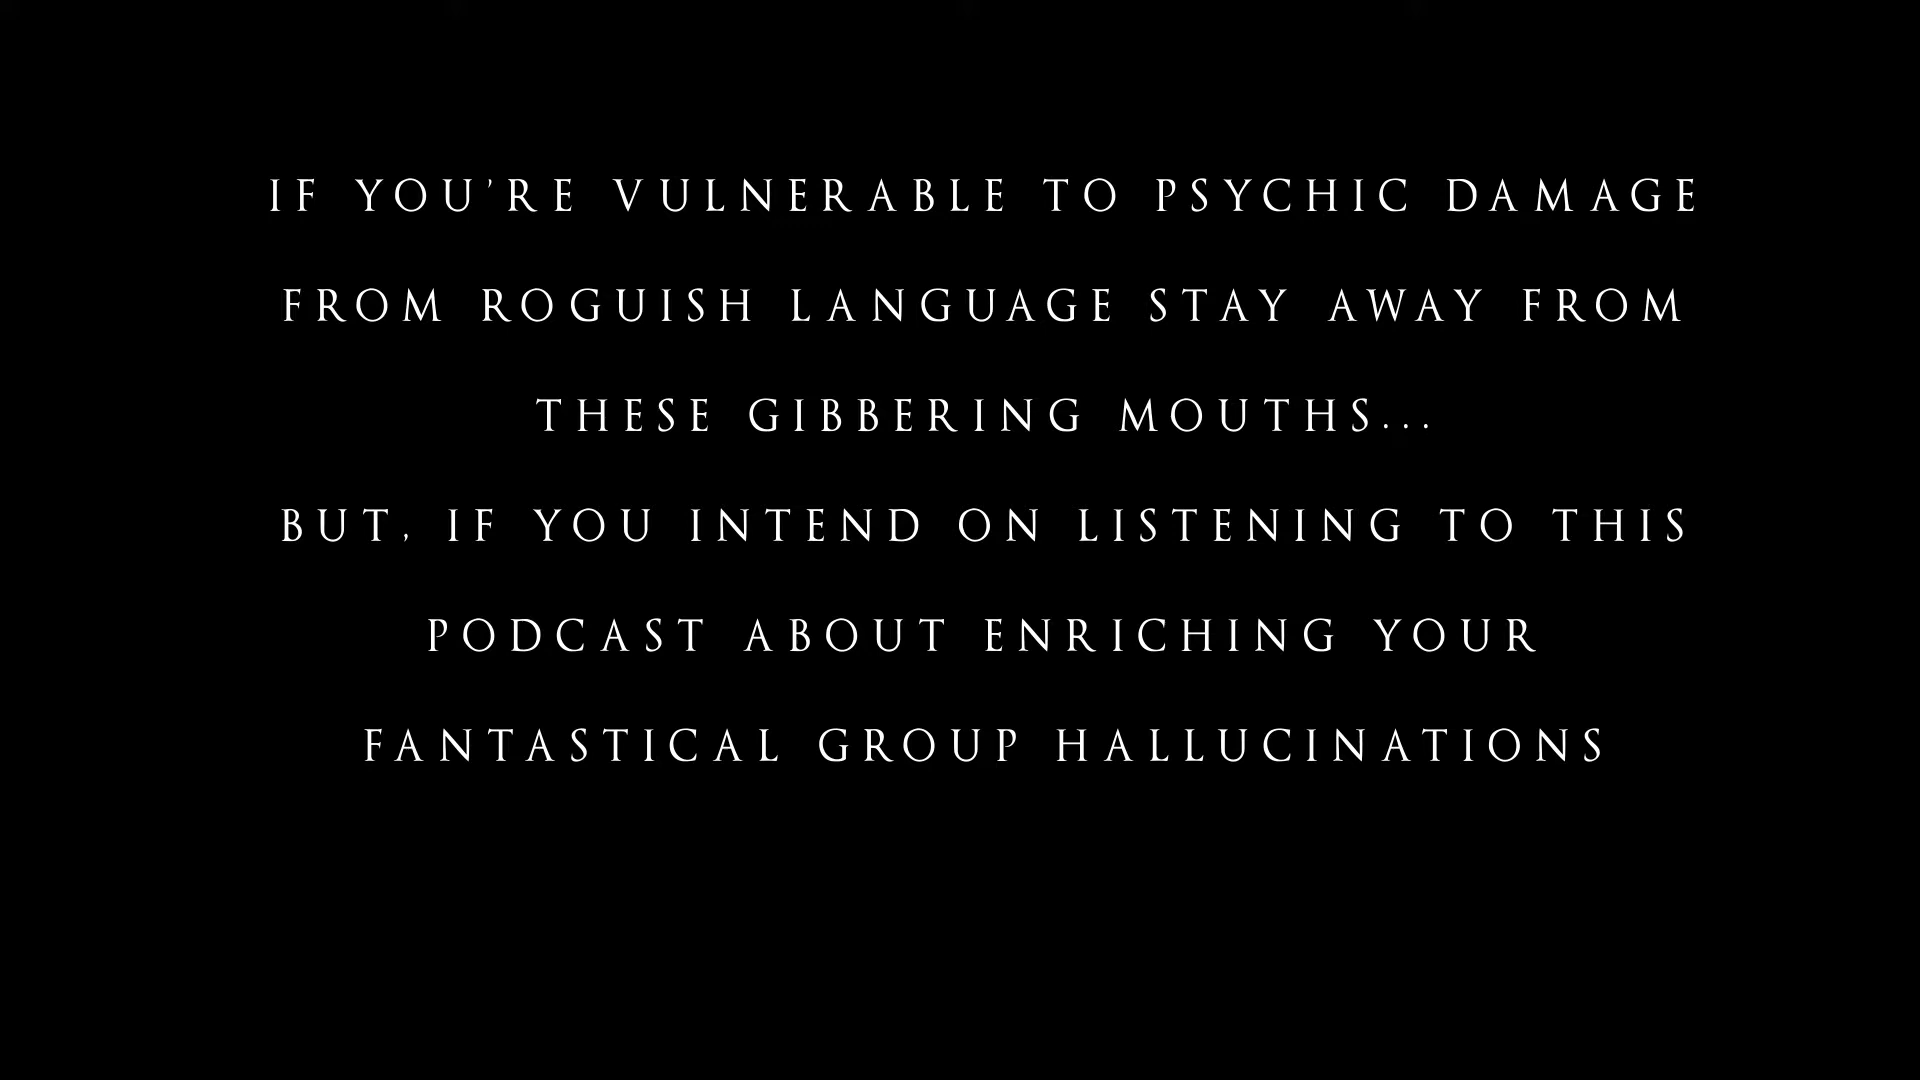 IF YOU'RE VULNERABLE TO PSYCHIC DAMAGE
FROM ROGUISH LANGUAGE STAY AWAY FROM
THESE GIBBERING MOUTHS...
BUT, IF YOU INTEND ON LISTENING TO THIS
PODCAST ABOUT ENRICHING YOUR
FANTASTICAL GROUP HALLUCINATIONS